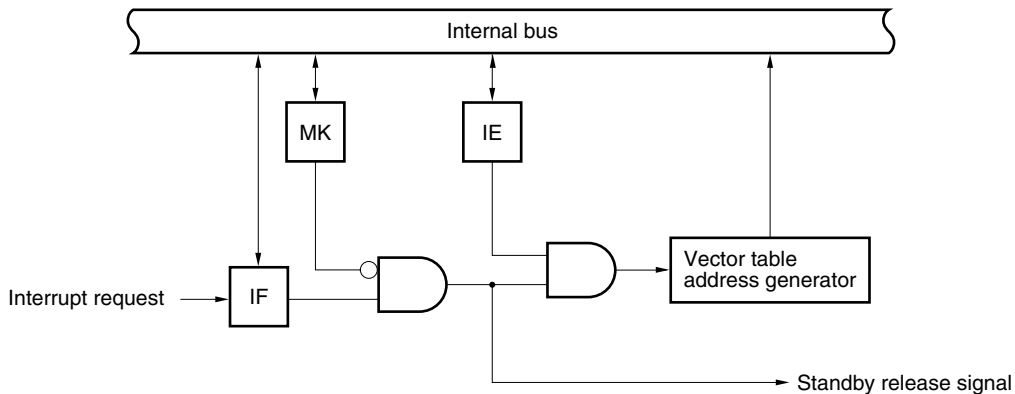 Internal bus
MK
IE
Vector table
address generator
Interrupt request
IF
Standby release signal